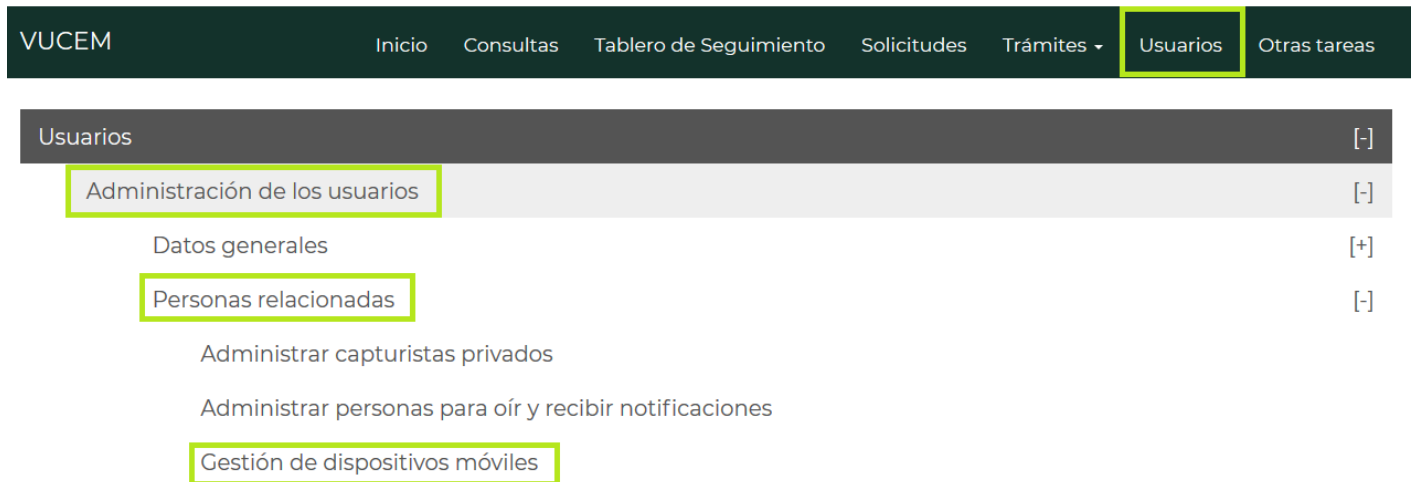 VUCEM Inicio Consultas Tablero de Seguimiento Solicitudes Trámites Usuarios Otras tareas
Usuarios [-]
Administración de los usuarios [-]
Datos generales [+]
Personas relacionadas [-]
Administrar capturistas privados
Administrar personas para oír y recibir notificaciones
Gestión de dispositivos móviles